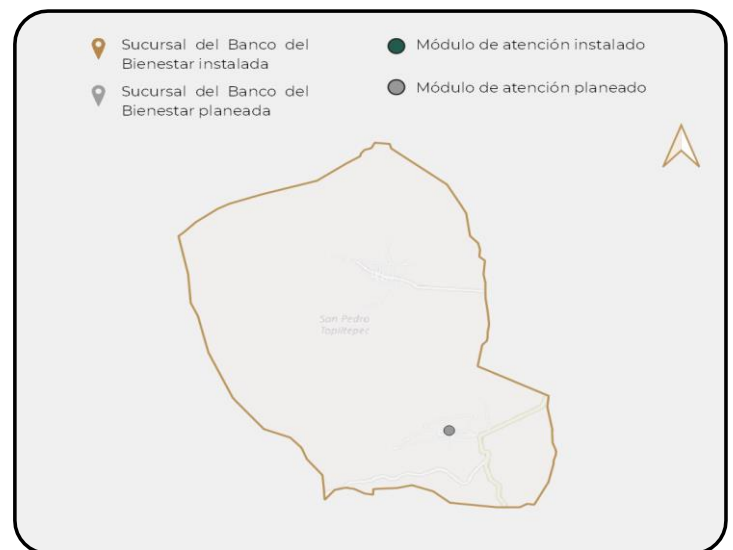 Sucursal del Banco del
Bienestar instalada
Sucursal del Banco del
Bienestar planeada
Módulo de atención instalado
Módulo de atención planeado
San Pedro
Topiltepec